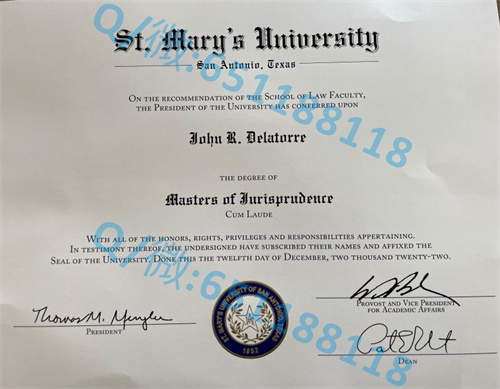 St. Mary's University
San Antonio, Texas
On the recommendation of the School of Law Faculty,
the President of the University has conferred upon
John R. Delatorre
the degree of
Masters of Jurisprudence
Cum Laude
With all of the honors, rights, privileges and responsibilities appertaining.
In testimony thereof, the undersigned have subscribed their names and affixed the
Seal of the University. Done this the twelfth day of December, two thousand twenty-two.
Thomas M. Mengler
President
Provost and Vice President
for Academic Affairs
Dean
ST. MARY'S UNIVERSITY OF SAN ANTONIO, TEXAS
1852
Q/微:651188118
Q/微:651188118